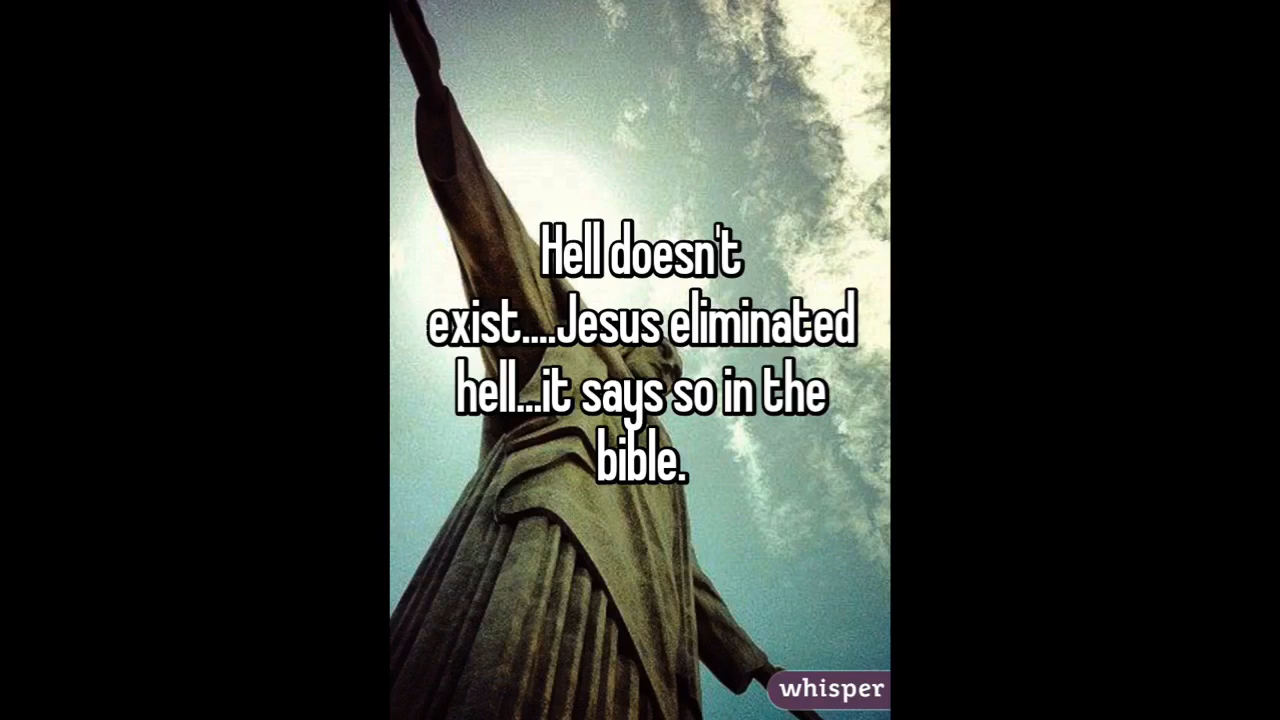 Hell doesn't
exist....Jesus eliminated
hell...it says so in the
bible.
whisper